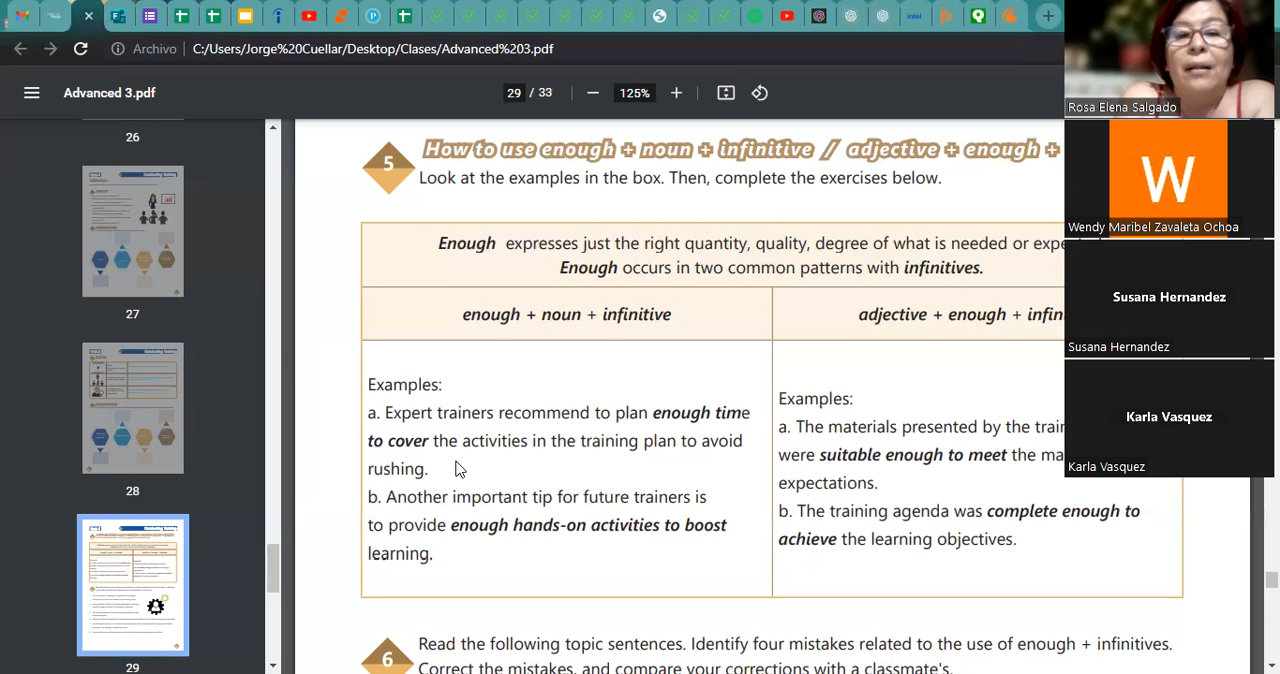 intel
Archivo
C:/Users/Jorge%20Cuellar/Desktop/Clases/Advanced%203.pdf
Advanced 3.pdf
29 / 33
125%
26
27
28
29
5
How to use enough + noun + infinitive / adjective + enough +
Look at the examples in the box. Then, complete the exercises below.
Enough expresses just the right quantity, quality, degree of what is needed or expe
Enough occurs in two common patterns with infinitives.
enough + noun + infinitive
adjective + enough + infin
Examples:
a. Expert trainers recommend to plan enough time
to cover the activities in the training plan to avoid
rushing.
b. Another important tip for future trainers is
to provide enough hands-on activities to boost
learning.
Examples:
a. The materials presented by the train
were suitable enough to meet the ma
expectations.
b. The training agenda was complete enough to
achieve the learning objectives.
6
Read the following topic sentences. Identify four mistakes related to the use of enough + infinitives.
Correct the mistakes, and compare your corrections with a classmate's.
Rosa Elena Salgado
W
Wendy Maribel Zavaleta Ochoa
Susana Hernandez
Susana Hernandez
Karla Vasquez
Karla Vasquez